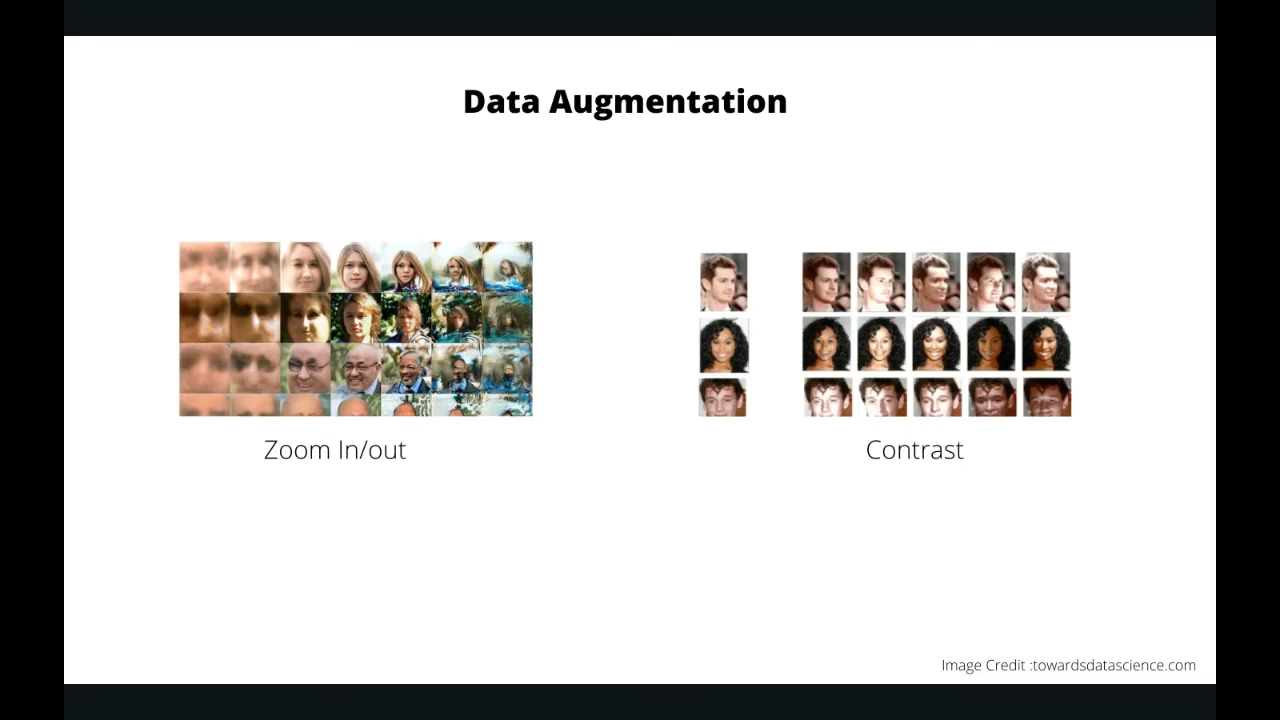 Data Augmentation
Zoom In/out
Contrast
Image Credit :towardsdatascience.com